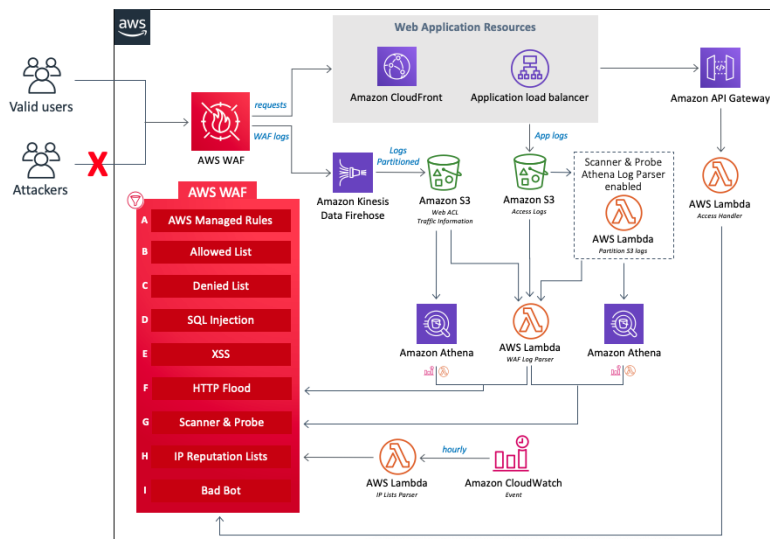 aws
Web Application Resources
Valid users
Attackers
X
AWS WAF
requests
WAF logs
Amazon CloudFront
Application load balancer
Amazon API Gateway
Logs
Partitioned
App logs
Amazon Kinesis
Data Firehose
Amazon S3
Web ACL
Traffic Information
Amazon S3
Access Logs
Scanner & Probe
Athena Log Parser
enabled
AWS Lambda
Partition S3 logs
AWS Lambda
Access Handler
AWS WAF
A AWS Managed Rules
B Allowed List
C Denied List
D SQL Injection
E XSS
F HTTP Flood
G Scanner & Probe
H IP Reputation Lists
I Bad Bot
Amazon Athena
AWS Lambda
WAF Log Parser
Amazon Athena
AWS Lambda
IP Lists Parser
hourly
Amazon CloudWatch
Event